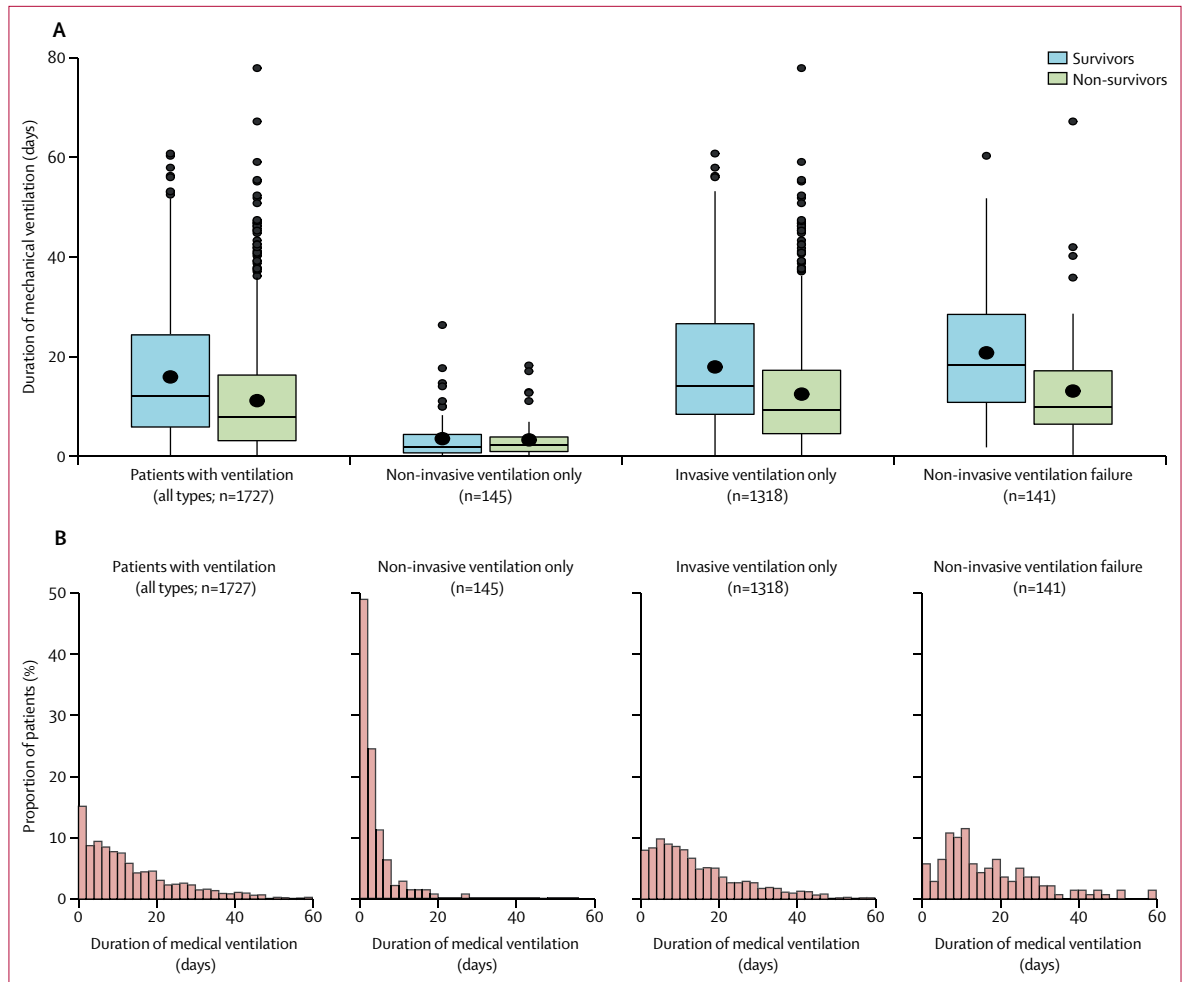 A
80
60
40
20
0
Duration of mechanical ventilation (days)
Survivors
Non-survivors
Patients with ventilation
(all types; n=1727)
Non-invasive ventilation only
(n=145)
Invasive ventilation only
(n=1318)
Non-invasive ventilation failure
(n=141)
B
Patients with ventilation
(all types; n=1727)
Non-invasive ventilation only
(n=145)
Invasive ventilation only
(n=1318)
Non-invasive ventilation failure
(n=141)
50
40
30
20
10
0
Proportion of patients (%)
0 20 40 60
0 20 40 60
0 20 40 60
0 20 40 60
Duration of medical ventilation
(days)
Duration of medical ventilation
(days)
Duration of medical ventilation
(days)
Duration of medical ventilation
(days)